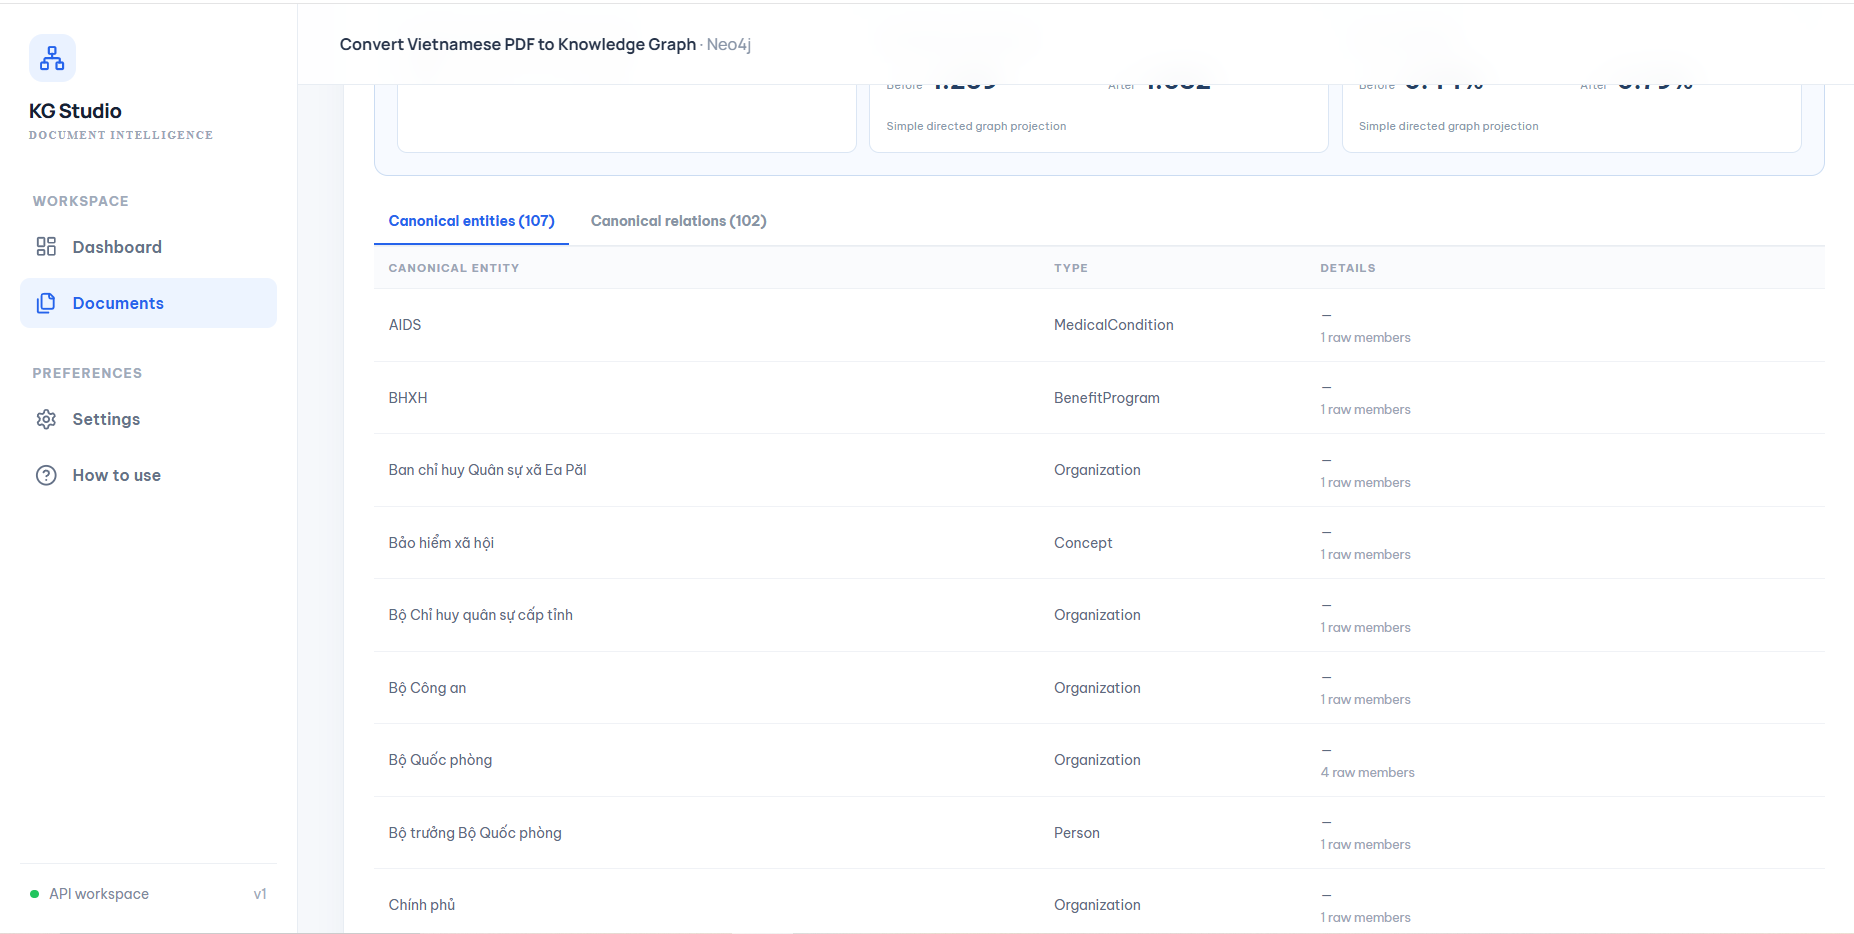 KG Studio
DOCUMENT INTELLIGENCE
WORKSPACE
Dashboard
Documents
PREFERENCES
Settings
How to use
API workspace v1
Convert Vietnamese PDF to Knowledge Graph · Neo4j
Before After
Simple directed graph projection
Before After
Simple directed graph projection
Canonical entities (107) Canonical relations (102)
CANONICAL ENTITY TYPE DETAILS
AIDS MedicalCondition —
1 raw members
BHXH BenefitProgram —
1 raw members
Ban chỉ huy Quân sự xã Ea Păl Organization —
1 raw members
Bảo hiểm xã hội Concept —
1 raw members
Bộ Chỉ huy quân sự cấp tỉnh Organization —
1 raw members
Bộ Công an Organization —
1 raw members
Bộ Quốc phòng Organization —
4 raw members
Bộ trưởng Bộ Quốc phòng Person —
1 raw members
Chính phủ Organization —
1 raw members